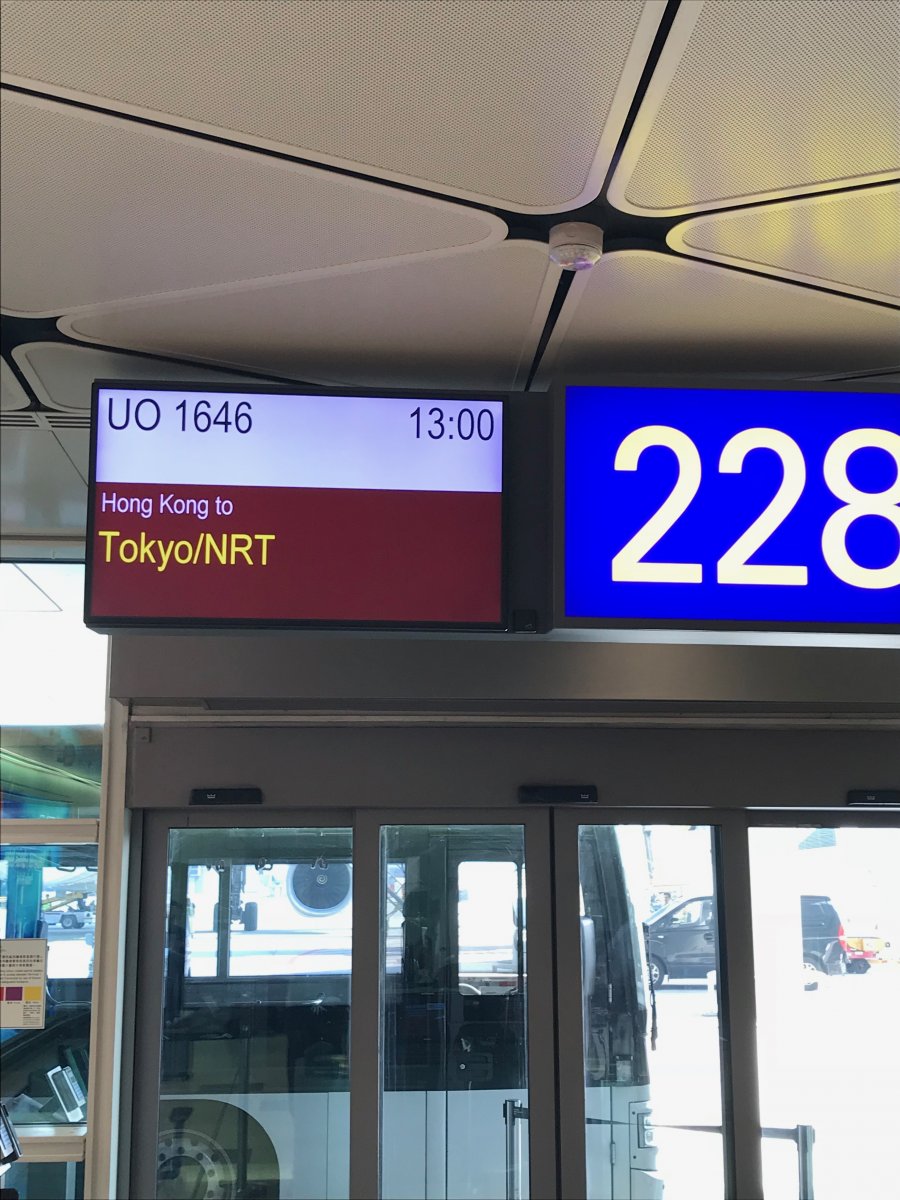 UO 1646 13:00
228
Hong Kong to
Tokyo/NRT